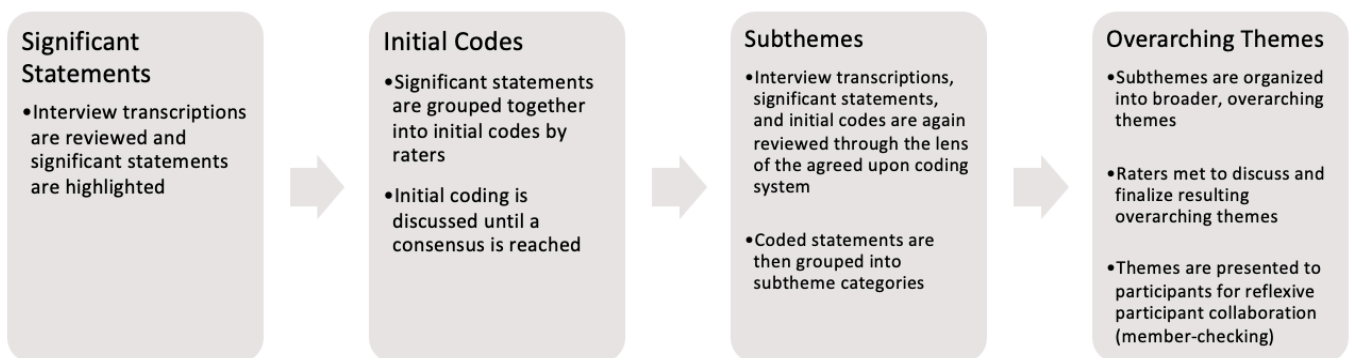 Significant
Statements
•Interview transcriptions
are reviewed and
significant statements
are highlighted
Initial Codes
•Significant statements
are grouped together
into initial codes by
raters
•Initial coding is
discussed until a
consensus is reached
Subthemes
•Interview transcriptions,
significant statements,
and initial codes are again
reviewed through the lens
of the agreed upon coding
system
•Coded statements are
then grouped into
subtheme categories
Overarching Themes
•Subthemes are organized
into broader, overarching
themes
•Raters met to discuss and
finalize resulting
overarching themes
•Themes are presented to
participants for reflexive
participant collaboration
(member-checking)